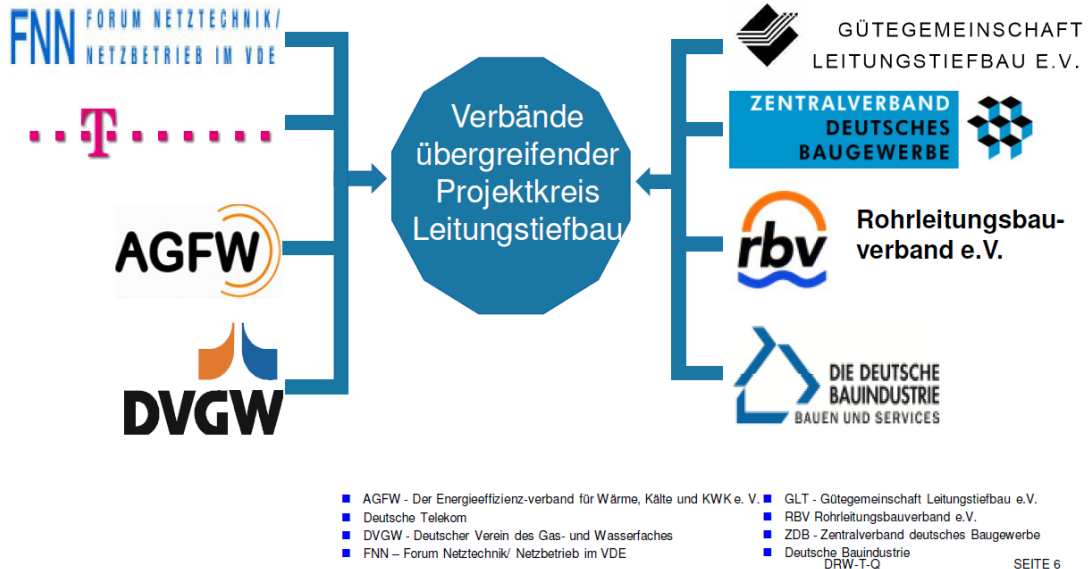 FNN FORUM NETZTECHNIK/
NETZBETRIEB IM VDE
T
AGFW
DVGW
Verbände
übergreifender
Projektkreis
Leitungstiefbau
GÜTEGEMEINSCHAFT
LEITUNGSTIEFBAU E.V.
ZENTRALVERBAND
DEUTSCHES
BAUGEWERBE
rbv
Rohrleitungsbau-
verband e.V.
DIE DEUTSCHE
BAUINDUSTRIE
BAUEN UND SERVICES
AGFW - Der Energieeffizienz-verband für Wärme, Kälte und KWK e. V.
Deutsche Telekom
DVGW - Deutscher Verein des Gas- und Wasserfaches
FNN – Forum Netztechnik/ Netzbetrieb im VDE
GLT - Gütegemeinschaft Leitungstiefbau e.V.
RBV Rohrleitungsbauverband e.V.
ZDB - Zentralverband deutsches Baugewerbe
Deutsche Bauindustrie
DRW-T-Q
SEITE 6